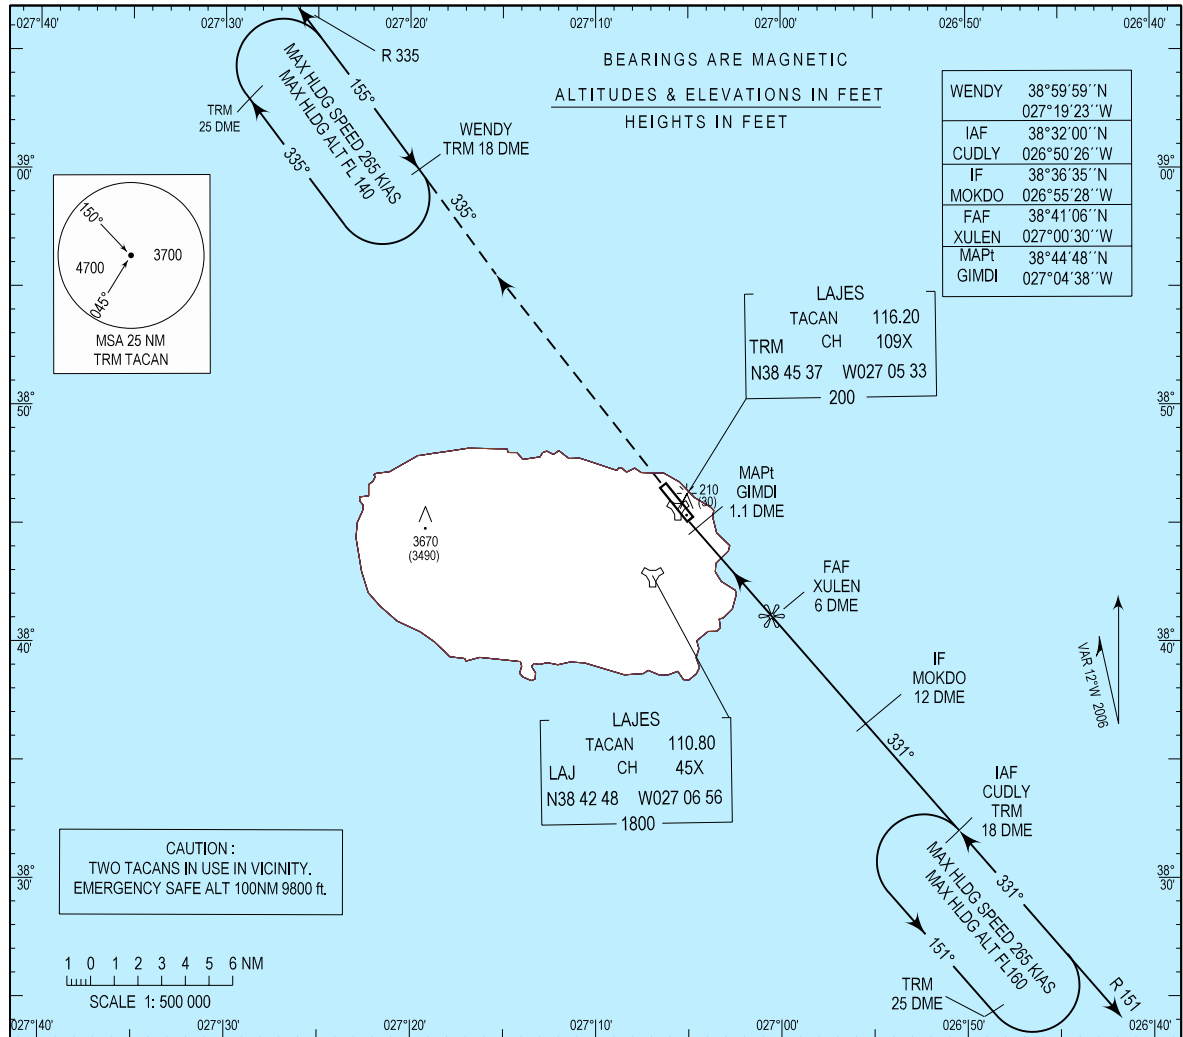 027°40' 027°30' 027°20' 027°10' 027°00' 026°50' 026°40'
R 335
BEARINGS ARE MAGNETIC
ALTITUDES & ELEVATIONS IN FEET
HEIGHTS IN FEET
155°
MAX HLDG SPEED 265 KIAS
MAX HLDG ALT FL 140
335°
TRM
25 DME
WENDY
TRM 18 DME
335°
WENDY 38°59´59´´N
027°19´23´´W
IAF 38°32´00´´N
CUDLY 026°50´26´´W
IF 38°36´35´´N
MOKDO 026°55´28´´W
FAF 38°41´06´´N
XULEN 027°00´30´´W
MAPt 38°44´48´´N
GIMDI 027°04´38´´W
39°
00'
39°
00'
150°
4700 3700
045°
MSA 25 NM
TRM TACAN
LAJES
TACAN 116.20
TRM CH 109X
N38 45 37 W027 05 33
200
38°
50'
38°
50'
MAPt
GIMDI
1.1 DME
210
(30)
3670
(3490)
FAF
XULEN
6 DME
38°
40'
38°
40'
IF
MOKDO
12 DME
VAR 12°W 2006
LAJES
TACAN 110.80
LAJ CH 45X
N38 42 48 W027 06 56
1800
331°
IAF
CUDLY
TRM
18 DME
CAUTION :
TWO TACANS IN USE IN VICINITY.
EMERGENCY SAFE ALT 100NM 9800 ft.
38°
30'
38°
30'
331°
MAX HLDG SPEED 265 KIAS
MAX HLDG ALT FL160
151°
TRM
25 DME
R 151
1 0 1 2 3 4 5 6 NM
SCALE 1: 500 000
027°40' 027°30' 027°20' 027°10' 027°00' 026°50' 026°40'